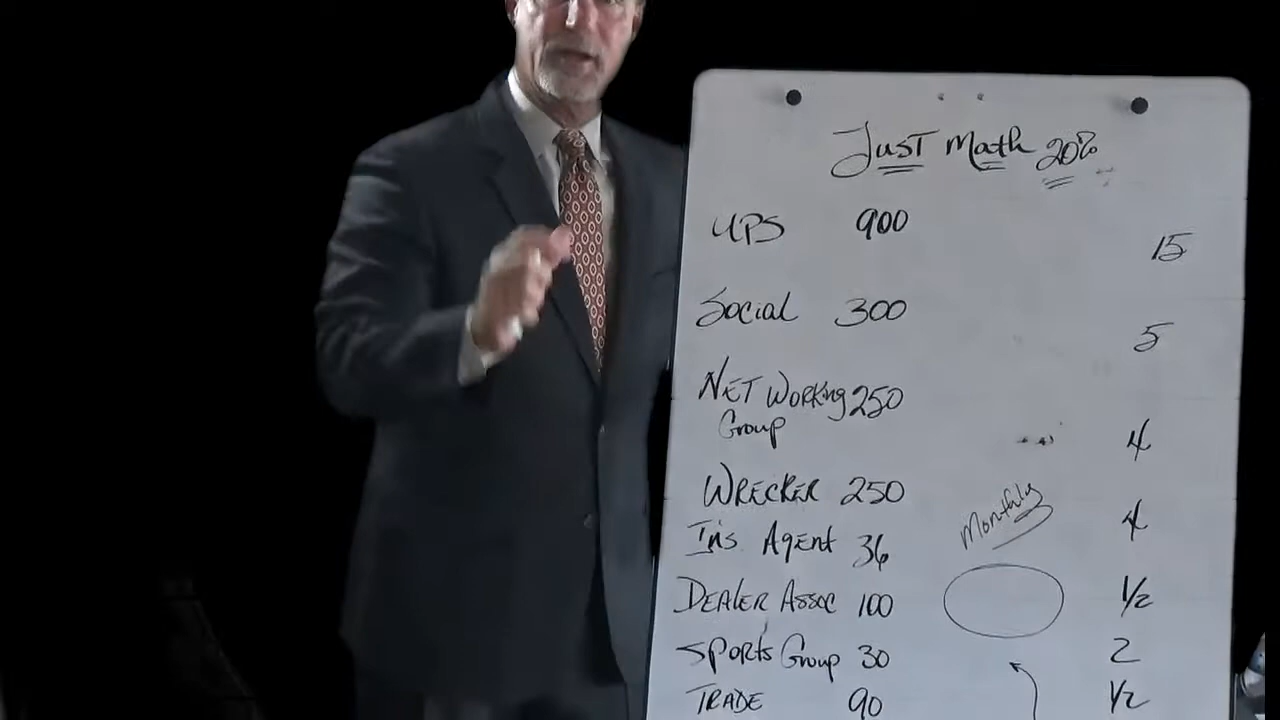 Just Math 20%
UPS 900 15
Social 300 5
Net Working 250
Group 4
Wrecker 250 Monthly 4
Ins Agent 36
Dealer Assoc 100 1/2
Sports Group 30 2
Trade 90 1/2